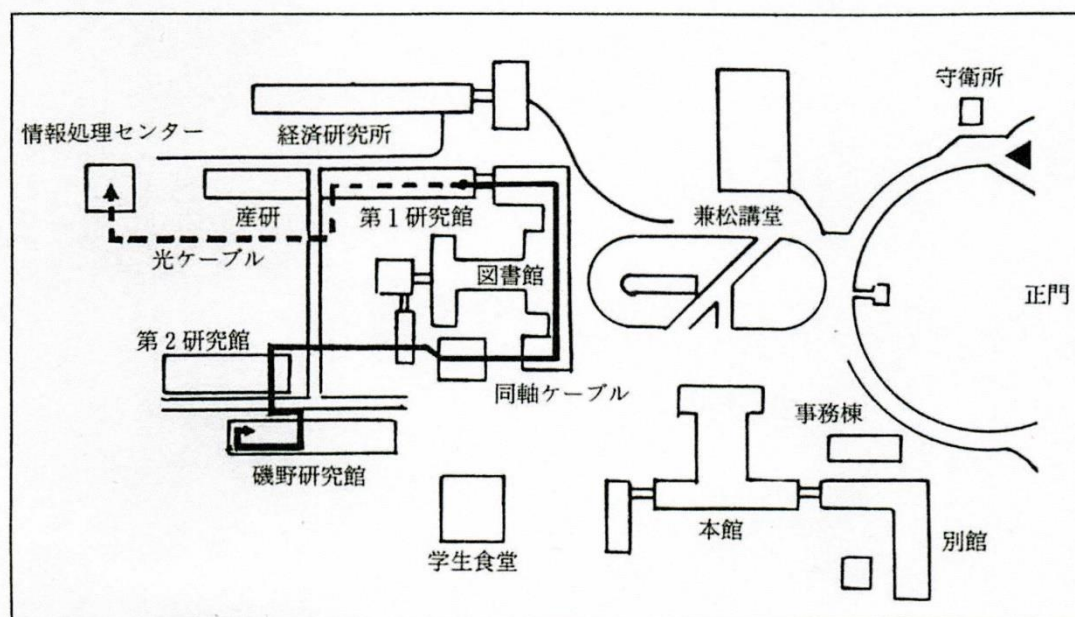 守衛所
情報処理センター
経済研究所
産研
第1研究館
兼松講堂
光ケーブル
図書館
正門
第2研究館
同軸ケーブル
事務棟
磯野研究館
本館
別館
学生食堂